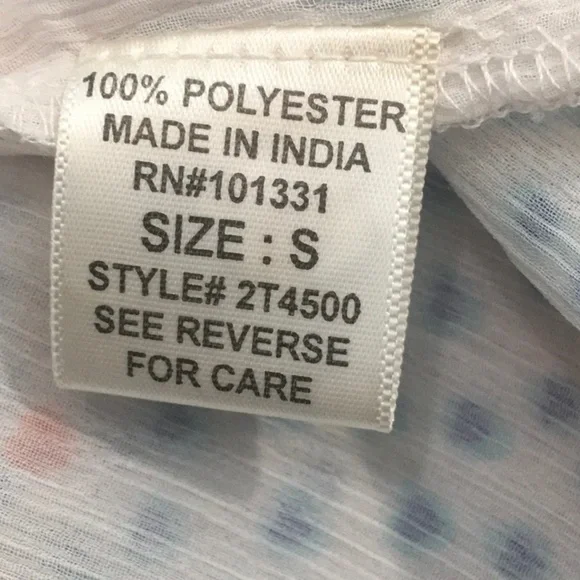 100% POLYESTER
MADE IN INDIA
RN#101331
SIZE : S
STYLE# 2T4500
SEE REVERSE
FOR CARE